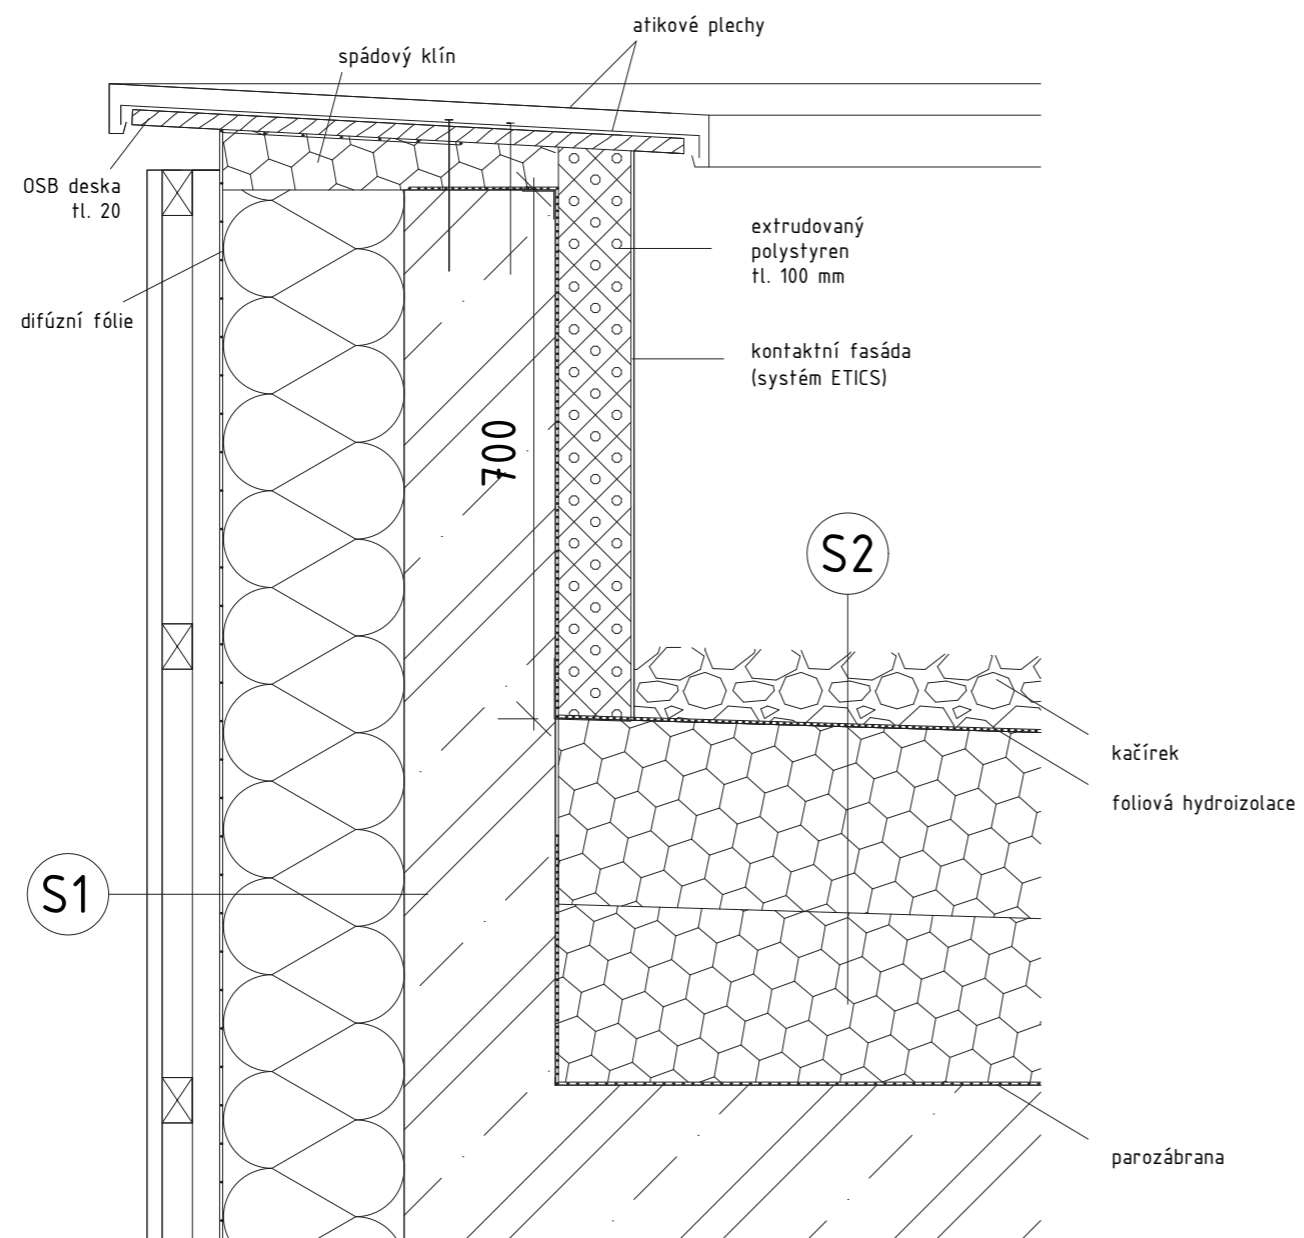 atikové plechy
spádový klín
OSB deska
tl. 20
extrudovaný
polystyren
tl. 100 mm
difúzní fólie
kontaktní fasáda
(systém ETICS)
700
S2
kačírek
foliová hydroizolace
S1
parozábrana